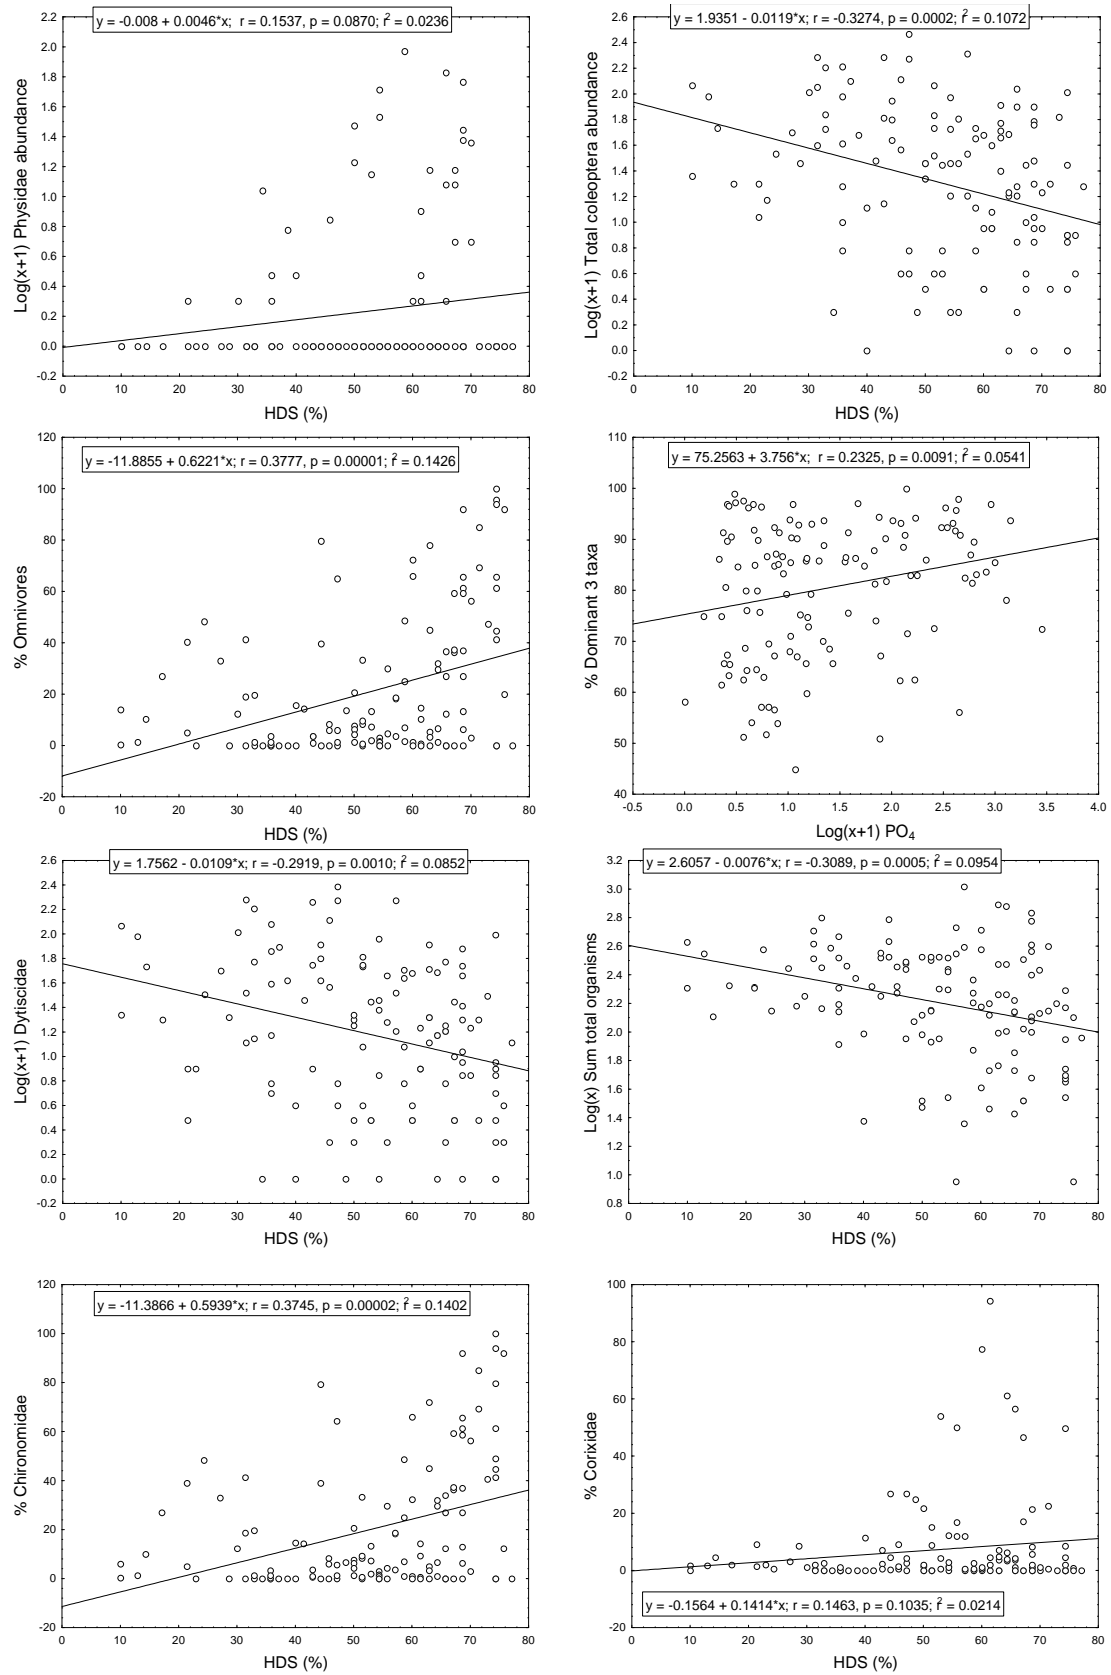 y = -0.008 + 0.0046*x; r = 0.1537, p = 0.0870; r² = 0.0236
Log(x+1) Physidae abundance
2.2
2.0
1.8
1.6
1.4
1.2
1.0
0.8
0.6
0.4
0.2
0.0
-0.2
0 10 20 30 40 50 60 70 80
HDS (%)
y = 1.9351 - 0.0119*x; r = -0.3274, p = 0.0002; r² = 0.1072
Log(x+1) Total coleoptera abundance
2.6
2.4
2.2
2.0
1.8
1.6
1.4
1.2
1.0
0.8
0.6
0.4
0.2
0.0
-0.2
0 10 20 30 40 50 60 70 80
HDS (%)
y = -11.8855 + 0.6221*x; r = 0.3777, p = 0.00001; r² = 0.1426
% Omnivores
120
100
80
60
40
20
0
-20
0 10 20 30 40 50 60 70 80
HDS (%)
y = 75.2563 + 3.756*x; r = 0.2325, p = 0.0091; r² = 0.0541
% Dominant 3 taxa
110
100
90
80
70
60
50
40
-0.5 0.0 0.5 1.0 1.5 2.0 2.5 3.0 3.5 4.0
Log(x+1) PO₄
y = 1.7562 - 0.0109*x; r = -0.2919, p = 0.0010; r² = 0.0852
Log(x+1) Dytiscidae
2.6
2.4
2.2
2.0
1.8
1.6
1.4
1.2
1.0
0.8
0.6
0.4
0.2
0.0
-0.2
0 10 20 30 40 50 60 70 80
HDS (%)
y = 2.6057 - 0.0076*x; r = -0.3089, p = 0.0005; r² = 0.0954
Log(x) Sum total organisms
3.2
3.0
2.8
2.6
2.4
2.2
2.0
1.8
1.6
1.4
1.2
1.0
0.8
0 10 20 30 40 50 60 70 80
HDS (%)
y = -11.3866 + 0.5939*x; r = 0.3745, p = 0.00002; r² = 0.1402
% Chironomidae
120
100
80
60
40
20
0
-20
0 10 20 30 40 50 60 70 80
HDS (%)
% Corixidae
100
80
60
40
20
0
-20
y = -0.1564 + 0.1414*x; r = 0.1463, p = 0.1035; r² = 0.0214
0 10 20 30 40 50 60 70 80
HDS (%)